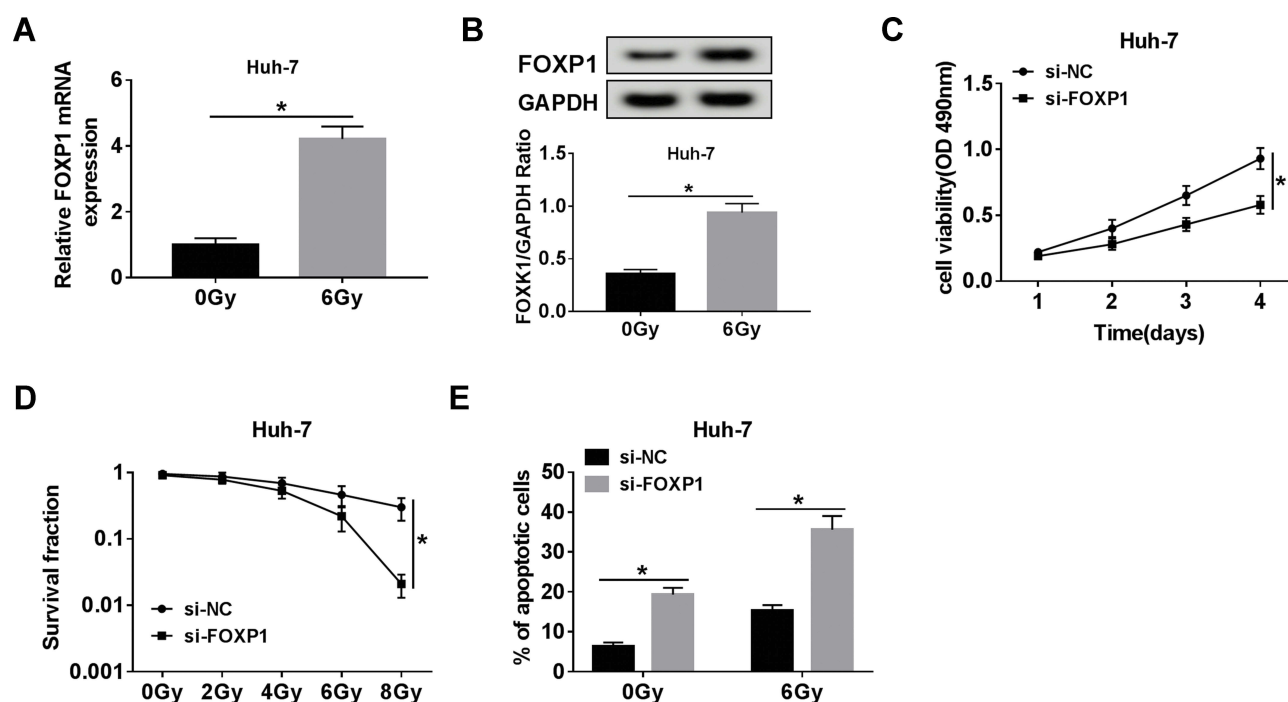 A
Huh-7
Relative FOXP1 mRNA
expression
6
4
2
0
*
0Gy
6Gy
B
FOXP1
GAPDH
Huh-7
FOXK1/GAPDH Ratio
1.5
1.0
0.5
0.0
*
0Gy
6Gy
C
Huh-7
si-NC
si-FOXP1
cell viability(OD 490nm)
1.5
1.0
0.5
0.0
*
1
2
3
4
Time(days)
D
Huh-7
Survival fraction
1
0.1
0.01
0.001
*
si-NC
si-FOXP1
0Gy
2Gy
4Gy
6Gy
8Gy
E
Huh-7
si-NC
si-FOXP1
% of apoptotic cells
50
40
30
20
10
0
*
*
0Gy
6Gy